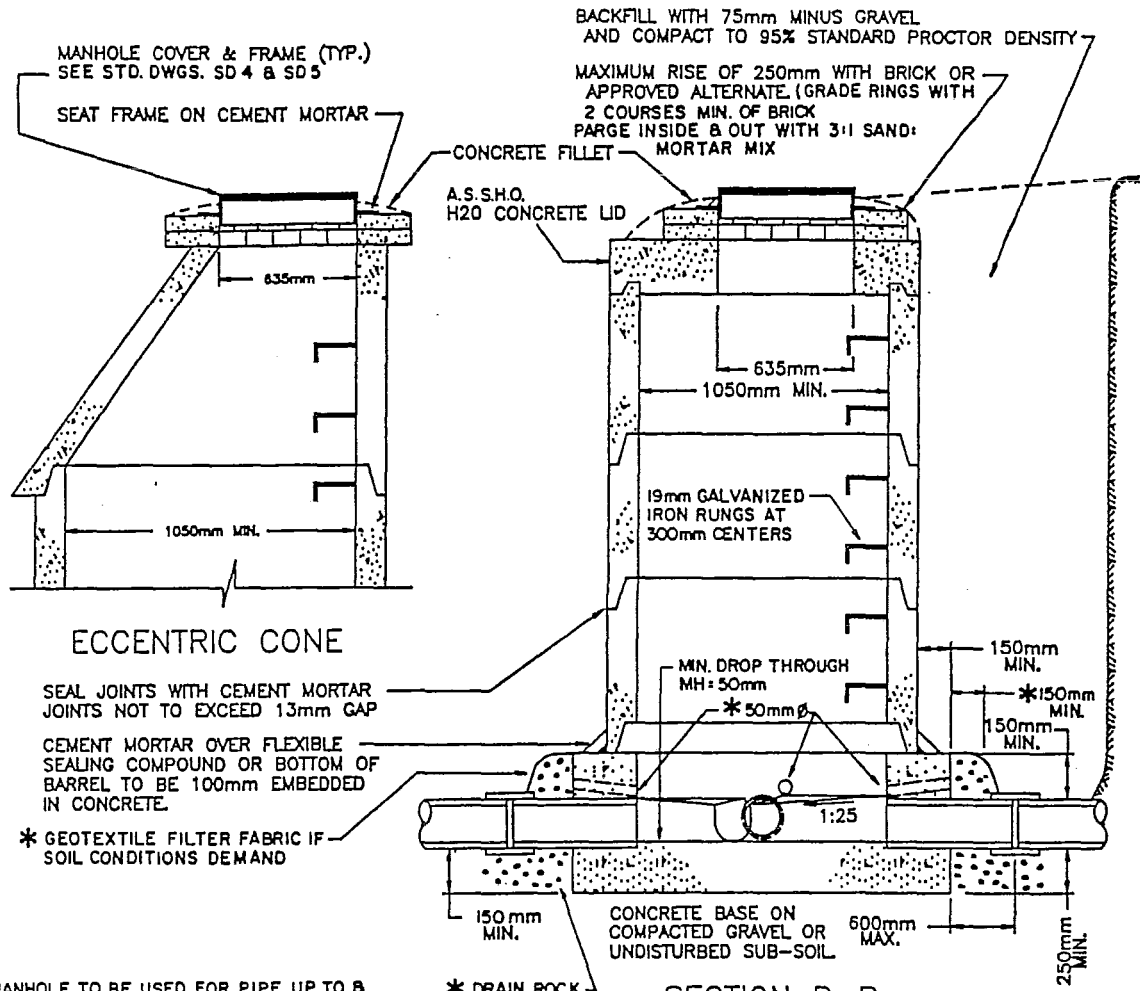 BACKFILL WITH 75mm MINUS GRAVEL
AND COMPACT TO 95% STANDARD PROCTOR DENSITY
MANHOLE COVER & FRAME (TYP.)
SEE STD. DWGS. SD 4 & SD 5
MAXIMUM RISE OF 250mm WITH BRICK OR
APPROVED ALTERNATE. (GRADE RINGS WITH
2 COURSES MIN. OF BRICK
PARGE INSIDE & OUT WITH 3:1 SAND:
MORTAR MIX
SEAT FRAME ON CEMENT MORTAR
CONCRETE FILLET
A.S.S.H.O.
H20 CONCRETE LID
635mm
635mm
1050mm MIN.
19mm GALVANIZED
IRON RUNGS AT
300mm CENTERS
1050mm MIN.
ECCENTRIC CONE
150mm
MIN.
MIN. DROP THROUGH
MH = 50mm
SEAL JOINTS WITH CEMENT MORTAR
JOINTS NOT TO EXCEED 13mm GAP
* 150mm
MIN.
* 50mm Ø
150mm
MIN.
CEMENT MORTAR OVER FLEXIBLE
SEALING COMPOUND OR BOTTOM OF
BARREL TO BE 100mm EMBEDDED
IN CONCRETE.
1:25
* GEOTEXTILE FILTER FABRIC IF
SOIL CONDITIONS DEMAND
150mm
MIN.
CONCRETE BASE ON
COMPACTED GRAVEL OR
UNDISTURBED SUB-SOIL.
600mm
MAX.
250mm
MIN.
MANHOLE TO BE USED FOR PIPE UP TO &
* DRAIN ROCK
SECTION